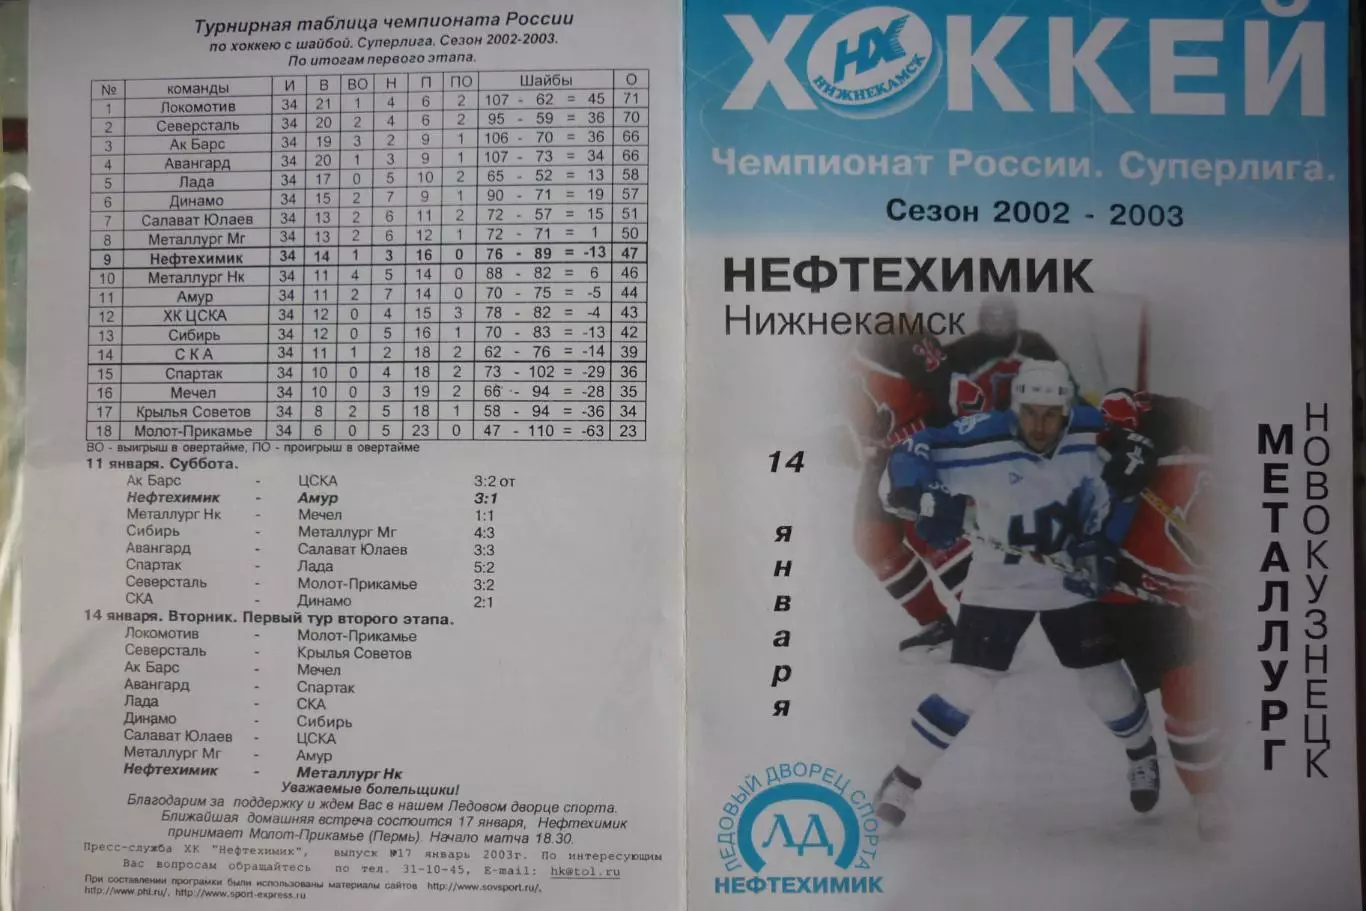 Турнирная таблица чемпионата России
по хоккею с шайбой. Суперлига. Сезон 2002-2003.
По итогам первого этапа.
№ команды И В ВО Н П ПО Шайбы О
1 Локомотив 34 21 1 4 6 2 107 - 62 = 45 71
2 Северсталь 34 20 2 4 6 2 95 - 59 = 36 70
3 Ак Барс 34 19 3 2 9 1 106 - 70 = 36 66
4 Авангард 34 20 1 3 9 1 107 - 73 = 34 66
5 Лада 34 17 0 5 10 2 65 - 52 = 13 58
6 Динамо 34 15 2 7 9 1 90 - 71 = 19 57
7 Салават Юлаев 34 13 2 6 11 2 72 - 57 = 15 51
8 Металлург Мг 34 13 2 6 12 1 72 - 71 = 1 50
9 Нефтехимик 34 14 1 3 16 0 76 - 89 = -13 47
10 Металлург Нк 34 11 4 5 14 0 88 - 82 = 6 46
11 Амур 34 11 2 7 14 0 70 - 75 = -5 44
12 ХК ЦСКА 34 12 0 4 15 3 78 - 82 = -4 43
13 Сибирь 34 12 0 5 16 1 70 - 83 = -13 42
14 С К А 34 11 1 2 18 2 62 - 76 = -14 39
15 Спартак 34 10 0 4 18 2 73 - 102 = -29 36
16 Мечел 34 10 0 3 19 2 66 - 94 = -28 35
17 Крылья Советов 34 8 2 5 18 1 58 - 94 = -36 34
18 Молот-Прикамье 34 6 0 5 23 0 47 - 110 = -63 23
ВО - выигрыш в овертайме, ПО - проигрыш в овертайме
11 января. Суббота.
Ак Барс - ЦСКА 3:2 от
Нефтехимик - Амур 3:1
Металлург Нк - Мечел 1:1
Сибирь - Металлург Мг 4:3
Авангард - Салават Юлаев 3:3
Спартак - Лада 5:2
Северсталь - Молот-Прикамье 3:2
СКА - Динамо 2:1
14 января. Вторник. Первый тур второго этапа.
Локомотив - Молот-Прикамье
Северсталь - Крылья Советов
Ак Барс - Мечел
Авангард - Спартак
Лада - СКА
Динамо - Сибирь
Салават Юлаев - ЦСКА
Металлург Мг - Амур
Нефтехимик - Металлург Нк
Уважаемые болельщики!
Благодарим за поддержку и ждем Вас в нашем Ледовом дворце спорта.
Ближайшая домашняя встреча состоится 17 января, Нефтехимик
принимает Молот-Прикамье (Пермь). Начало матча 18.30.
Пресс-служба ХК "Нефтехимик", выпуск №17 январь 2003г. По интересующим
Вас вопросам обращайтесь по тел. 31-10-45, E-mail: hk@tol.ru
При составлении програмки были использованы материалы сайтов http://www.sovsport.ru/,
http://www.phl.ru/, http://www.sport-express.ru
ХОККЕЙ
НХ
НИЖНЕКАМСК
Чемпионат России. Суперлига.
Сезон 2002 - 2003
НЕФТЕХИМИК
Нижнекамск
14 января
МЕТАЛЛУРГ
НОВОКУЗНЕЦК
НХ
ЛЕДОВЫЙ ДВОРЕЦ СПОРТА
ЛД
НЕФТЕХИМИК